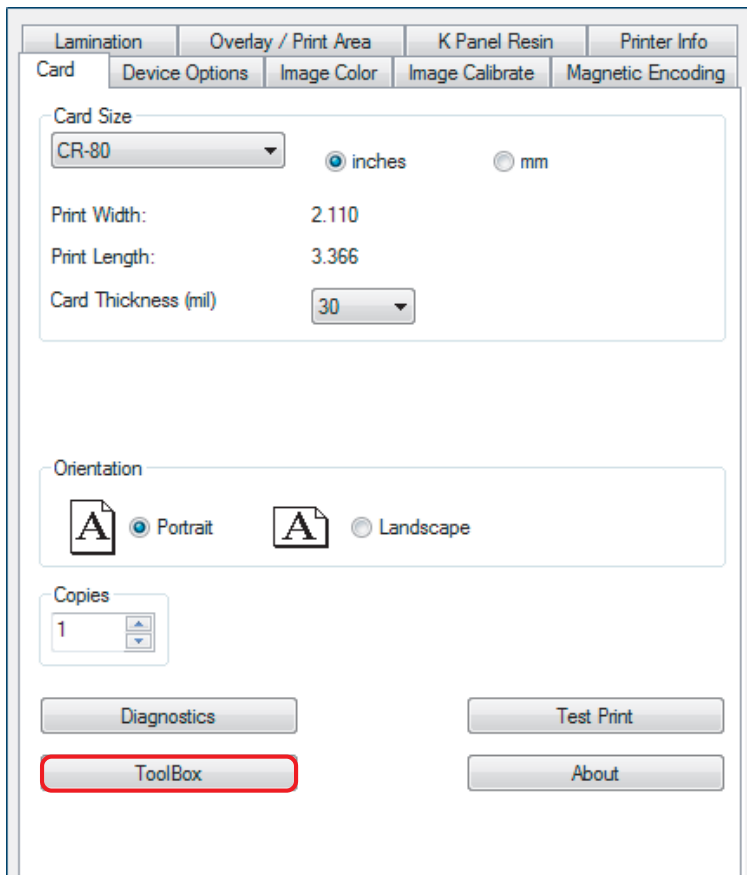 Lamination Overlay / Print Area K Panel Resin Printer Info
Card Device Options Image Color Image Calibrate Magnetic Encoding
Card Size
CR-80 inches mm
Print Width: 2.110
Print Length: 3.366
Card Thickness (mil) 30
Orientation
A Portrait A Landscape
Copies
1
Diagnostics Test Print
ToolBox About